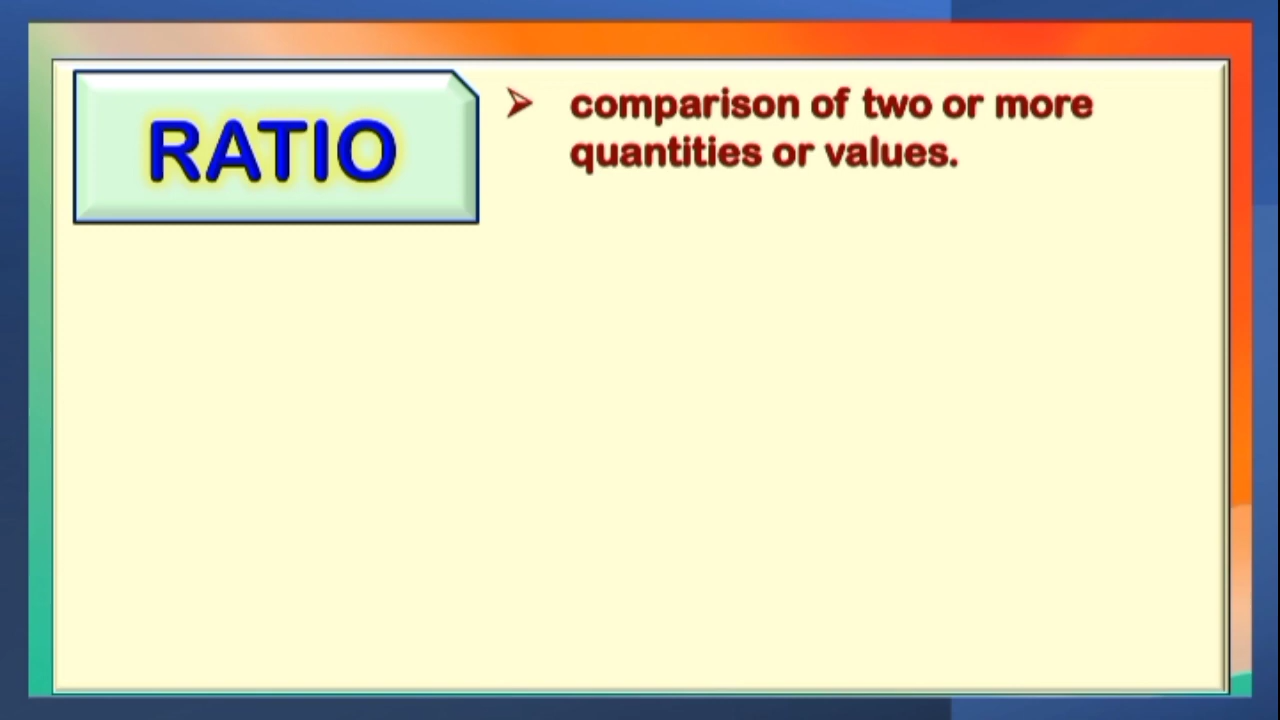 RATIO
➢ comparison of two or more
quantities or values.